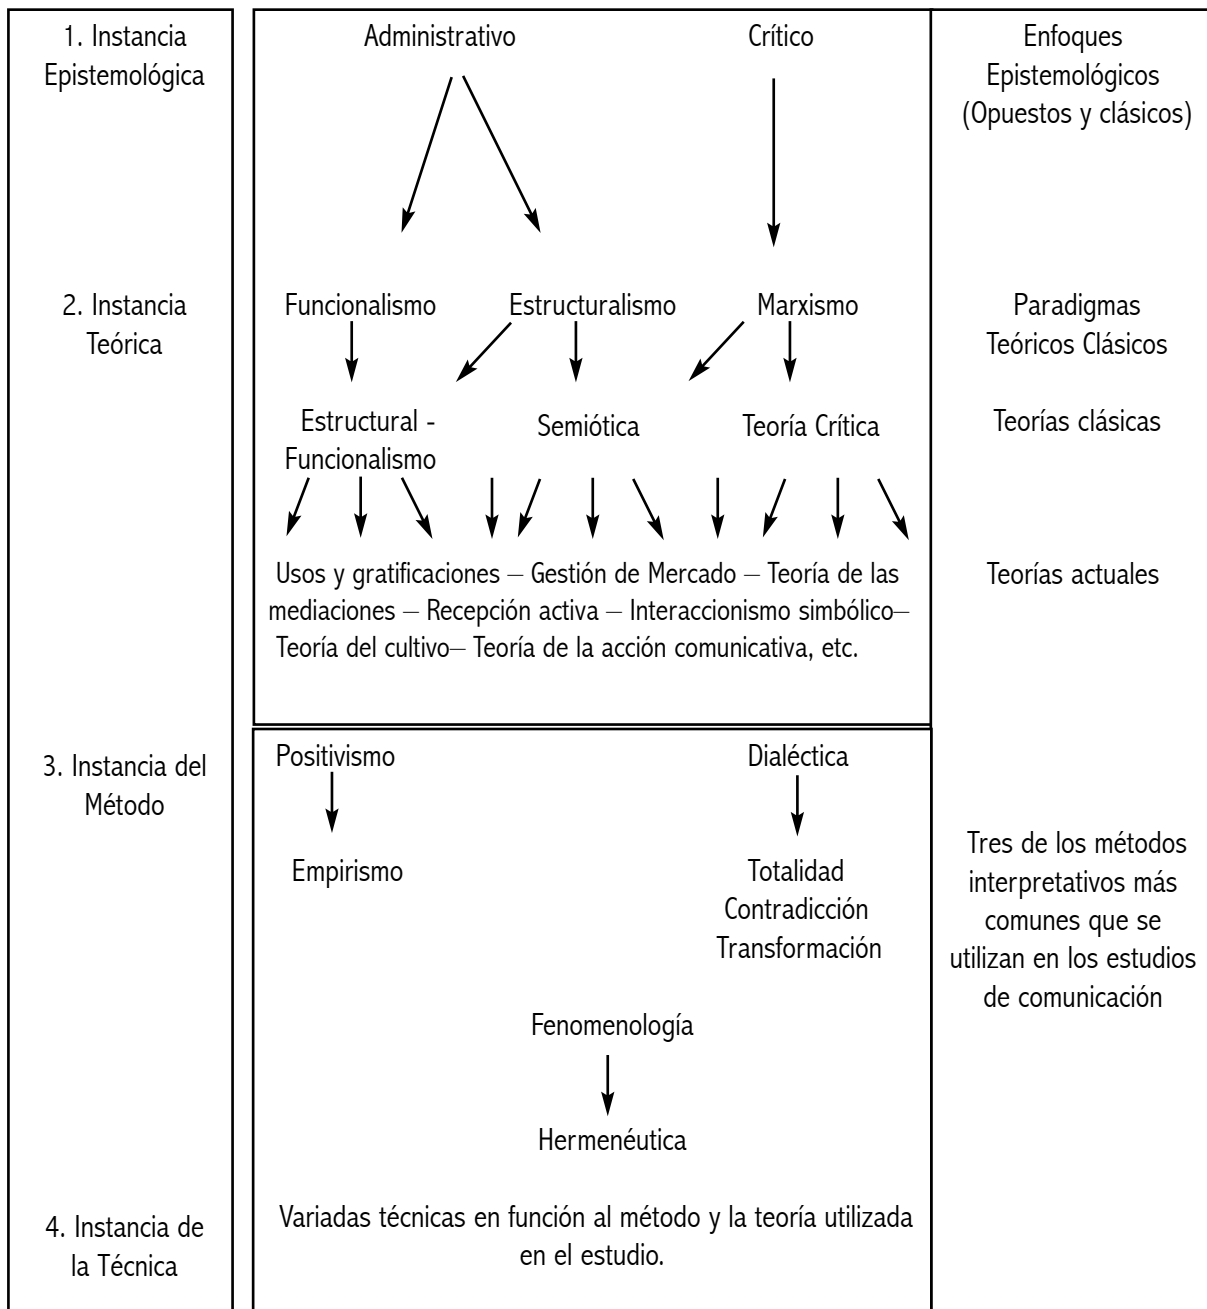 1. Instancia
Epistemológica
Administrativo
Crítico
Enfoques
Epistemológicos
(Opuestos y clásicos)
2. Instancia
Teórica
Funcionalismo
Estructuralismo
Marxismo
Paradigmas
Teóricos Clásicos
Estructural -
Funcionalismo
Semiótica
Teoría Crítica
Teorías clásicas
Usos y gratificaciones – Gestión de Mercado – Teoría de las
mediaciones – Recepción activa – Interaccionismo simbólico–
Teoría del cultivo– Teoría de la acción comunicativa, etc.
Teorías actuales
3. Instancia del
Método
Positivismo
Dialéctica
Empirismo
Totalidad
Contradicción
Transformación
Tres de los métodos
interpretativos más
comunes que se
utilizan en los estudios
de comunicación
Fenomenología
Hermenéutica
4. Instancia de
la Técnica
Variadas técnicas en función al método y la teoría utilizada
en el estudio.